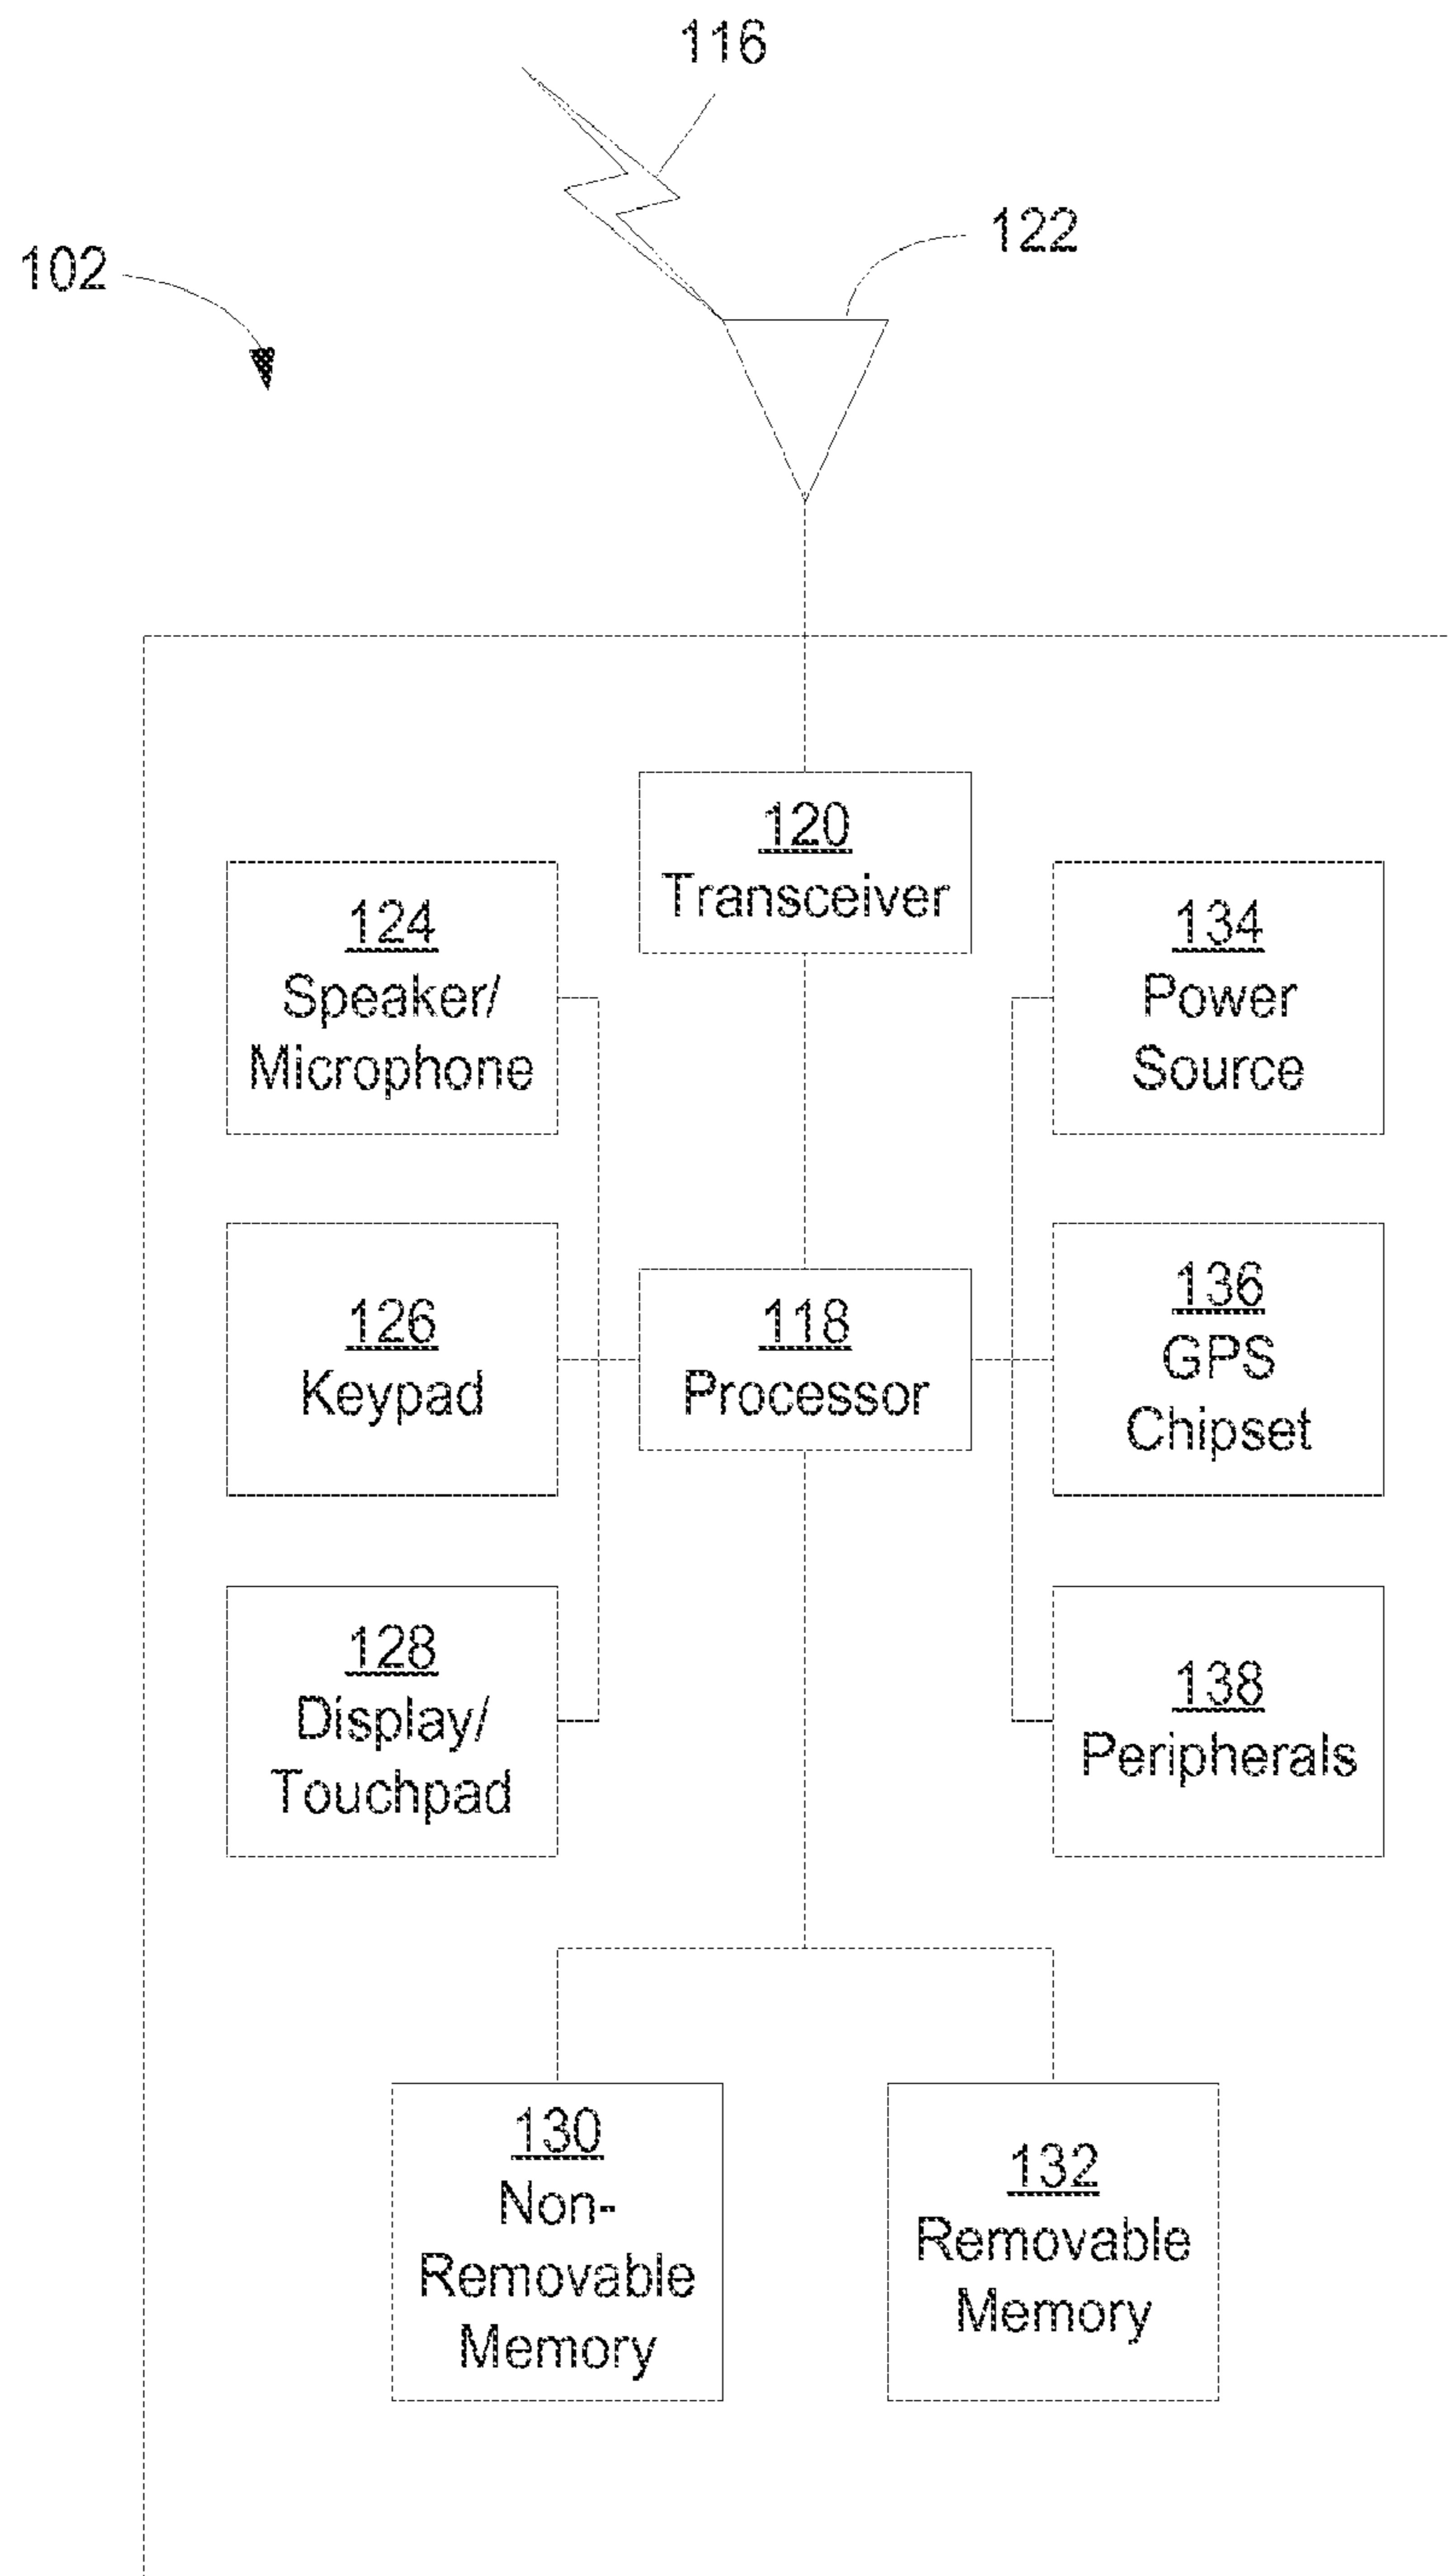 116
122
102
120
Transceiver
124
Speaker/
Microphone
134
Power
Source
126
Keypad
118
Processor
136
GPS
Chipset
128
Display/
Touchpad
138
Peripherals
130
Non-
Removable
Memory
132
Removable
Memory